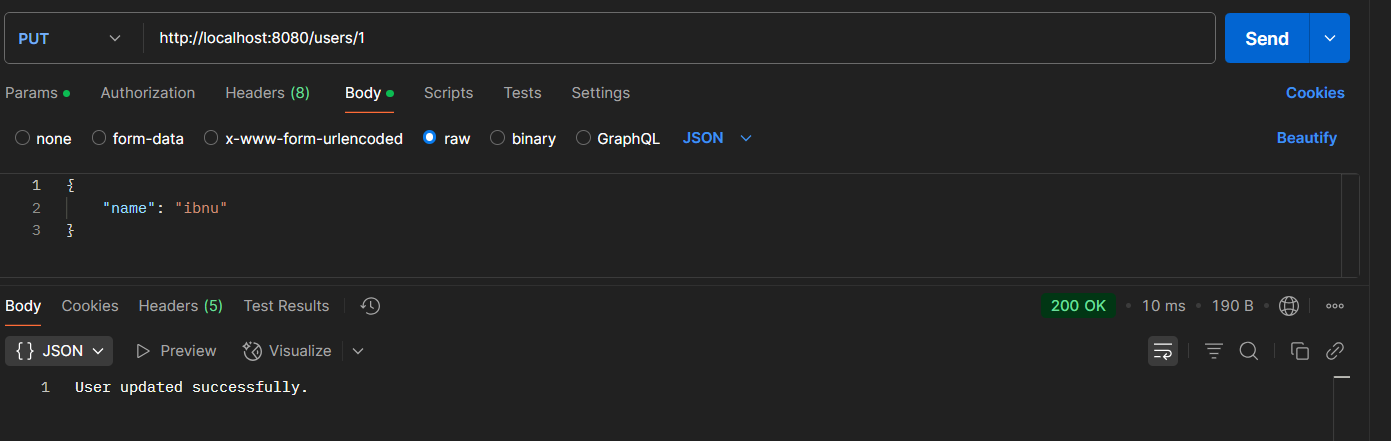 PUT http://localhost:8080/users/1 Send
Params Authorization Headers (8) Body Scripts Tests Settings Cookies
none form-data x-www-form-urlencoded raw binary GraphQL JSON Beautify
1 {
2 "name": "ibnu"
3 }
Body Cookies Headers (5) Test Results 200 OK • 10 ms • 190 B •
{} JSON Preview Visualize
1 User updated successfully.